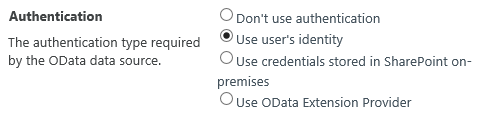 Authentication
The authentication type required
by the OData data source.
Don't use authentication
Use user's identity
Use credentials stored in SharePoint on-
premises
Use OData Extension Provider